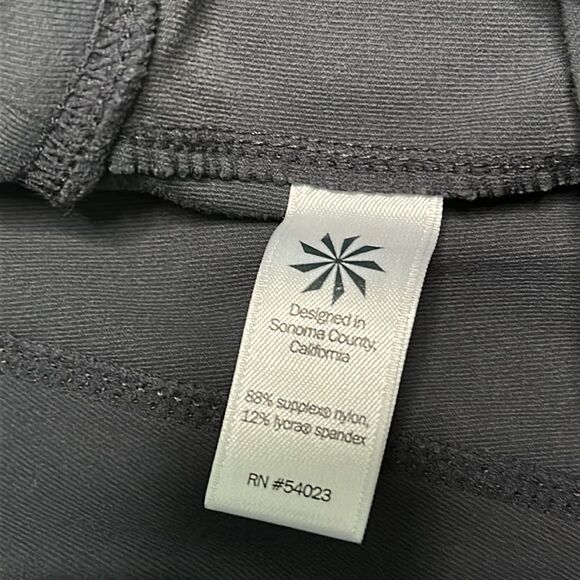 Designed in
Sonoma County,
California
88% supplex® nylon,
12% lycra® spandex
RN #54023